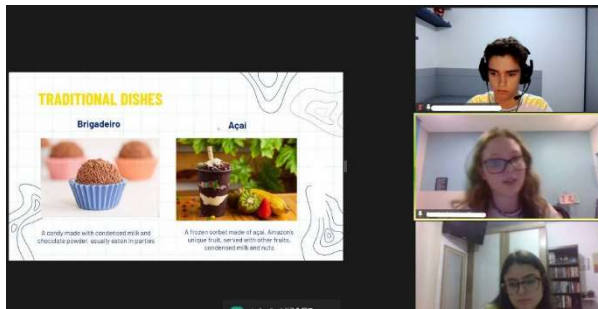 TRADITIONAL DISHES
Brigadeiro
Açaí
A candy made with condensed milk and
chocolate powder, usually eaten in parties
A frozen sorbet made of açaí, Amazon's
unique fruit, served with other fruits,
condensed milk and nuts